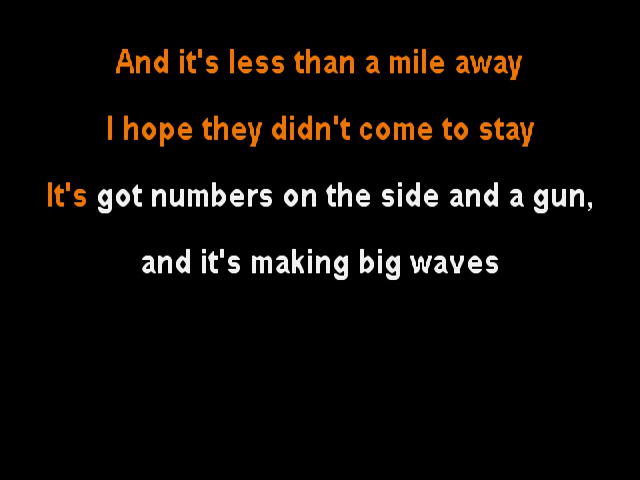 And it's less than a mile away
I hope they didn't come to stay
It's got numbers on the side and a gun,
and it's making big waves